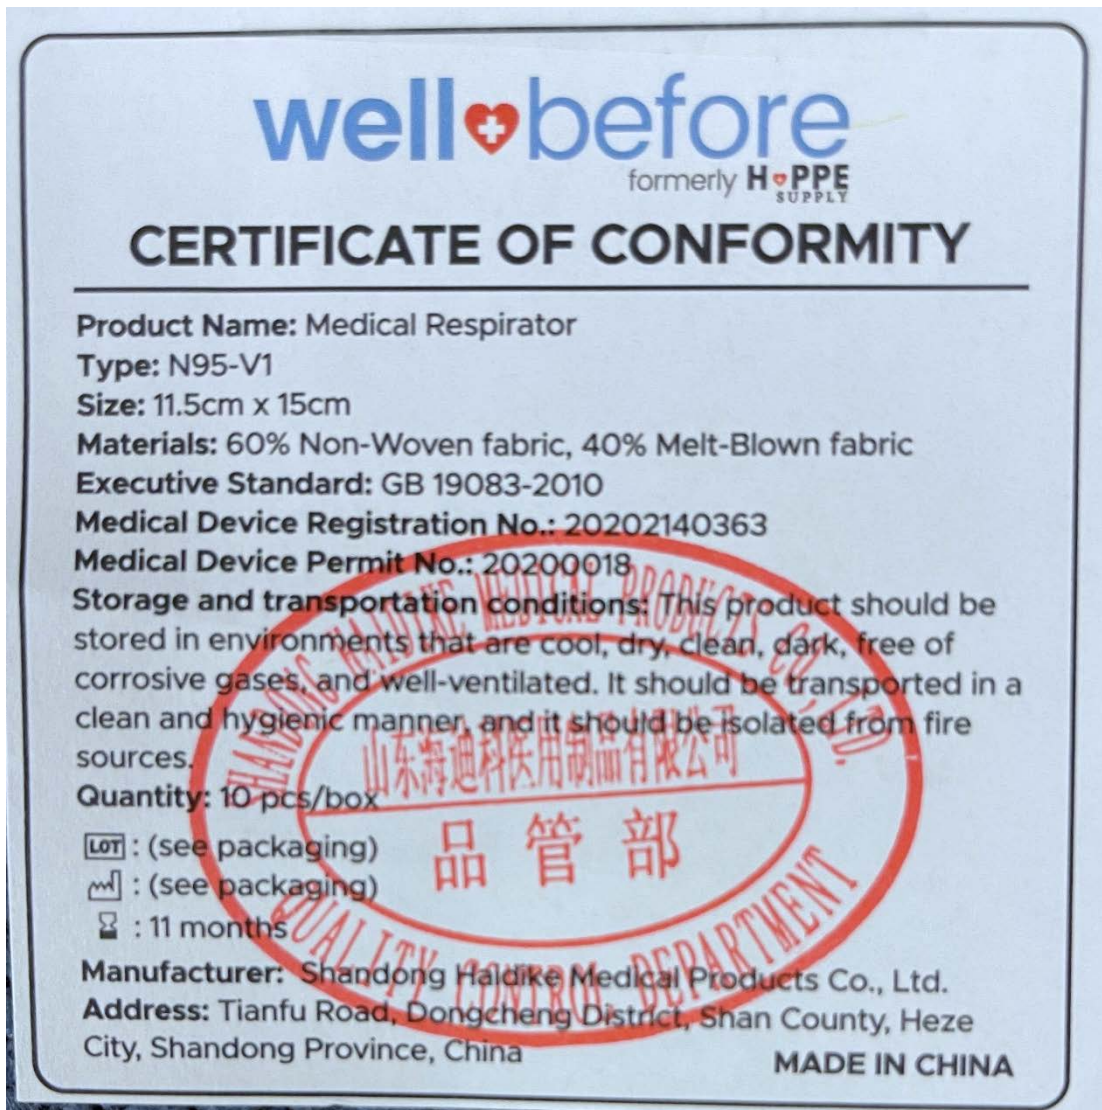 well before
formerly HOPPE
SUPPLY
CERTIFICATE OF CONFORMITY
Product Name: Medical Respirator
Type: N95-V1
Size: 11.5cm x 15cm
Materials: 60% Non-Woven fabric, 40% Melt-Blown fabric
Executive Standard: GB 19083-2010
Medical Device Registration No.: 20202140363
Medical Device Permit No.: 20200018
Storage and transportation conditions: This product should be
stored in environments that are cool, dry, clean, dark, free of
corrosive gases, and well-ventilated. It should be transported in a
clean and hygienic manner, and it should be isolated from fire
sources.
Quantity: 10 pcs/box
LOT : (see packaging)
: (see packaging)
: 11 months
Manufacturer: Shandong Haidike Medical Products Co., Ltd.
Address: Tianfu Road, Dongcheng District, Shan County, Heze
City, Shandong Province, China
MADE IN CHINA
SHANDONG HAIDIKE MEDICAL PRODUCTS CO., LTD.
山东海迪科医用制品有限公司
品管部
QUALITY CONTROL DEPARTMENT